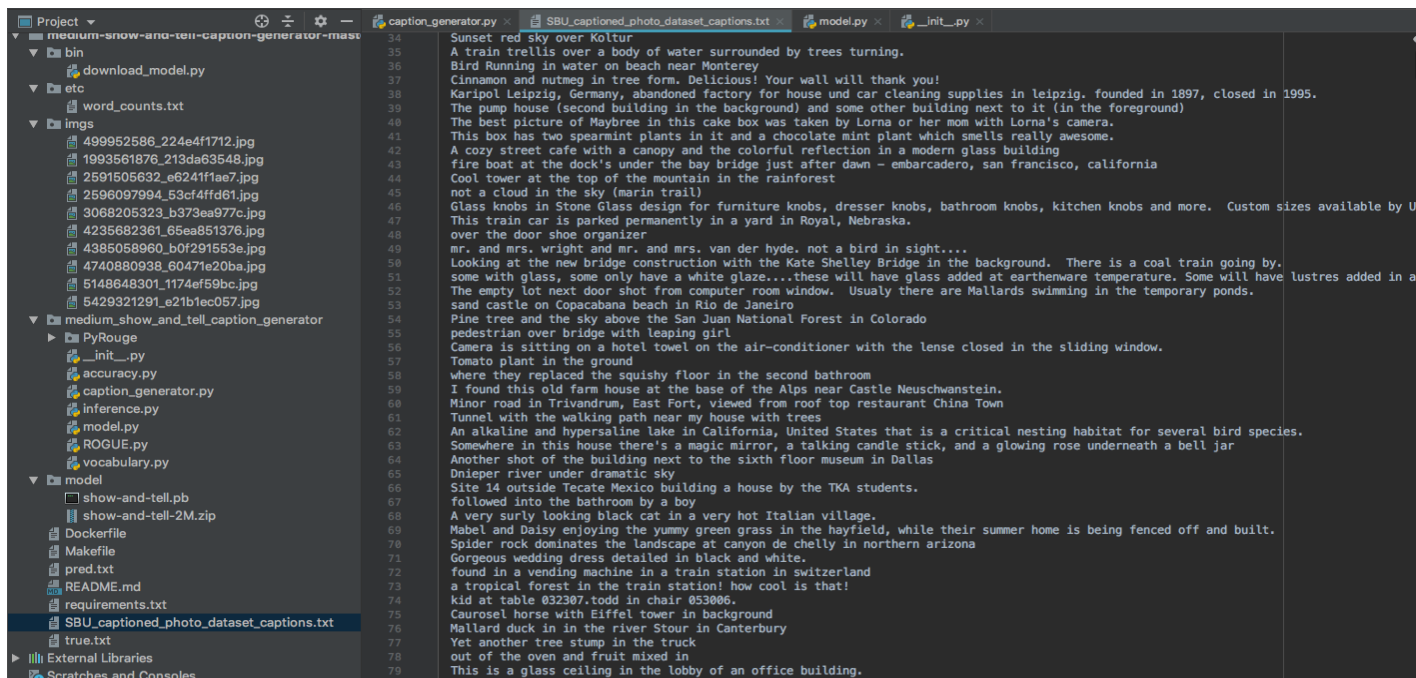 Project
caption_generator.py
SBU_captioned_photo_dataset_captions.txt
model.py
__init__.py
medium-show-and-tell-caption-generator-mast
bin
download_model.py
etc
word_counts.txt
imgs
499952586_224e4f1712.jpg
1993561876_213da63548.jpg
2591505632_e6241f1ae7.jpg
2596097994_53cf4ffd61.jpg
3068205323_b373ea977c.jpg
4235682361_65ea851376.jpg
4385058960_b0f291553e.jpg
4740880938_60471e20ba.jpg
5148648301_1174ef59bc.jpg
5429321291_e21b1ec057.jpg
medium_show_and_tell_caption_generator
PyRouge
__init__.py
accuracy.py
caption_generator.py
inference.py
model.py
ROGUE.py
vocabulary.py
model
show-and-tell.pb
show-and-tell-2M.zip
Dockerfile
Makefile
pred.txt
README.md
requirements.txt
SBU_captioned_photo_dataset_captions.txt
true.txt
External Libraries
Scratches and Consoles
34 Sunset red sky over Koltur
35 A train trellis over a body of water surrounded by trees turning.
36 Bird Running in water on beach near Monterey
37 Cinnamon and nutmeg in tree form. Delicious! Your wall will thank you!
38 Karipol Leipzig, Germany, abandoned factory for house und car cleaning supplies in leipzig. founded in 1897, closed in 1995.
39 The pump house (second building in the background) and some other building next to it (in the foreground)
40 The best picture of Maybree in this cake box was taken by Lorna or her mom with Lorna's camera.
41 This box has two spearmint plants in it and a chocolate mint plant which smells really awesome.
42 A cozy street cafe with a canopy and the colorful reflection in a modern glass building
43 fire boat at the dock's under the bay bridge just after dawn – embarcadero, san francisco, california
44 Cool tower at the top of the mountain in the rainforest
45 not a cloud in the sky (marin trail)
46 Glass knobs in Stone Glass design for furniture knobs, dresser knobs, bathroom knobs, kitchen knobs and more.  Custom sizes available by U
47 This train car is parked permanently in a yard in Royal, Nebraska.
48 over the door shoe organizer
49 mr. and mrs. wright and mr. and mrs. van der hyde. not a bird in sight....
50 Looking at the new bridge construction with the Kate Shelley Bridge in the background.  There is a coal train going by.
51 some with glass, some only have a white glaze....these will have glass added at earthenware temperature. Some will have lustres added in a
52 The empty lot next door shot from computer room window.  Usualy there are Mallards swimming in the temporary ponds.
53 sand castle on Copacabana beach in Rio de Janeiro
54 Pine tree and the sky above the San Juan National Forest in Colorado
55 pedestrian over bridge with leaping girl
56 Camera is sitting on a hotel towel on the air-conditioner with the lense closed in the sliding window.
57 Tomato plant in the ground
58 where they replaced the squishy floor in the second bathroom
59 I found this old farm house at the base of the Alps near Castle Neuschwanstein.
60 Minor road in Trivandrum, East Fort, viewed from roof top restaurant China Town
61 Tunnel with the walking path near my house with trees
62 An alkaline and hypersaline lake in California, United States that is a critical nesting habitat for several bird species.
63 Somewhere in this house there's a magic mirror, a talking candle stick, and a glowing rose underneath a bell jar
64 Another shot of the building next to the sixth floor museum in Dallas
65 Dnieper river under dramatic sky
66 Site 14 outside Tecate Mexico building a house by the TKA students.
67 followed into the bathroom by a boy
68 A very surly looking black cat in a very hot Italian village.
69 Mabel and Daisy enjoying the yummy green grass in the hayfield, while their summer home is being fenced off and built.
70 Spider rock dominates the landscape at canyon de chelly in northern arizona
71 Gorgeous wedding dress detailed in black and white.
72 found in a vending machine in a train station in switzerland
73 a tropical forest in the train station! how cool is that!
74 kid at table 032307.todd in chair 053006.
75 Caurosel horse with Eiffel tower in background
76 Mallard duck in in the river Stour in Canterbury
77 Yet another tree stump in the truck
78 out of the oven and fruit mixed in
79 This is a glass ceiling in the lobby of an office building.